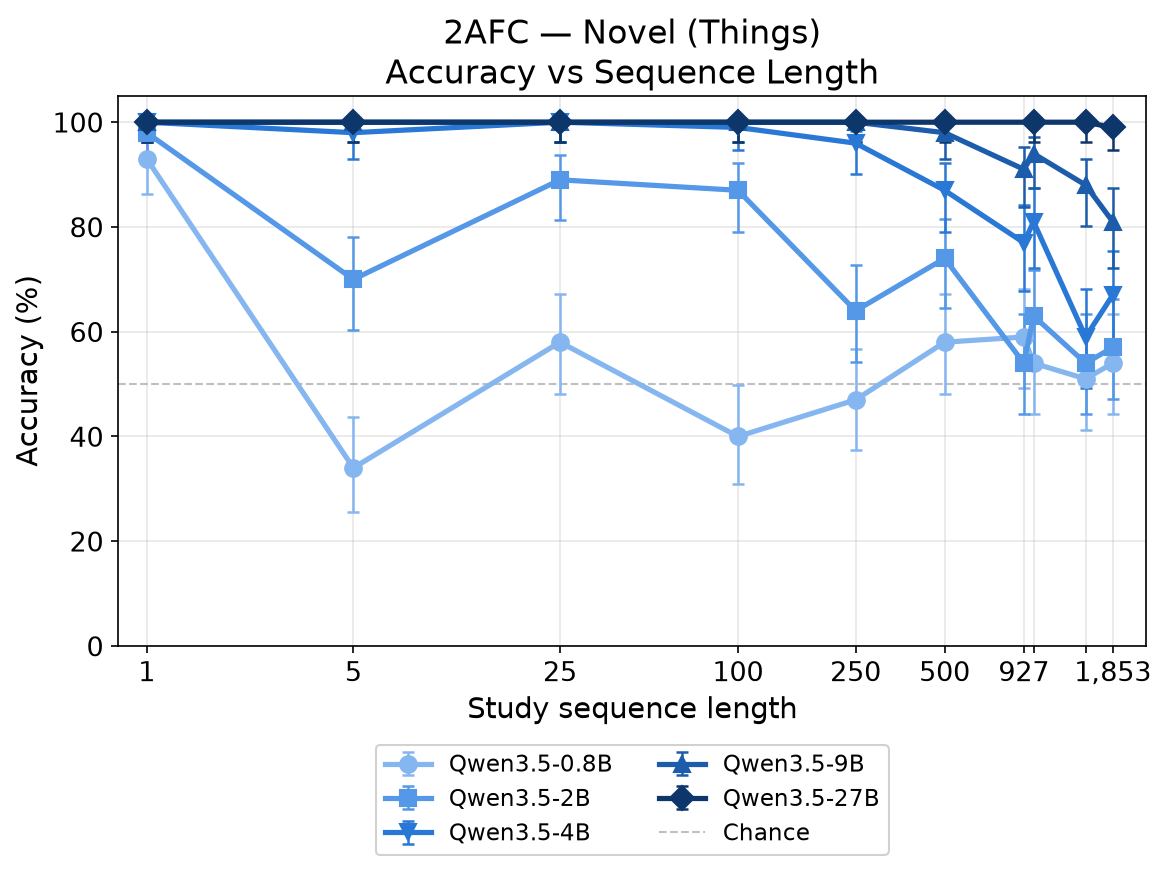 2AFC — Novel (Things)
Accuracy vs Sequence Length
Accuracy (%)
100
80
60
40
20
0
1 5 25 100 250 500 927 1,853
Study sequence length
Qwen3.5-0.8B
Qwen3.5-2B
Qwen3.5-4B
Qwen3.5-9B
Qwen3.5-27B
Chance